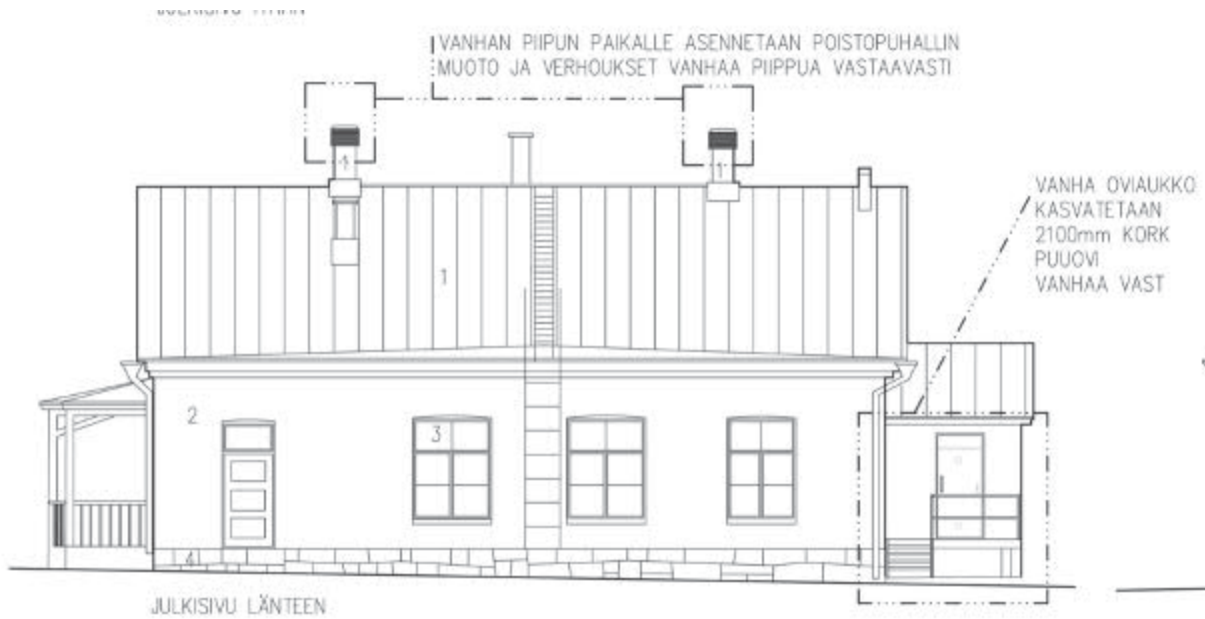 VANHAN PIIPUN PAIKALLE ASENNETAAN POISTOPUHALLIN
MUOTO JA VERHOUKSET VANHAA PIIPPUA VASTAAVASTI
1
1
VANHA OVIAUKKO
KASVATETAAN
2100mm KORK
PUUOVI
VANHAA VAST
1
2
3
4
JULKISIVU LÄNTEEN